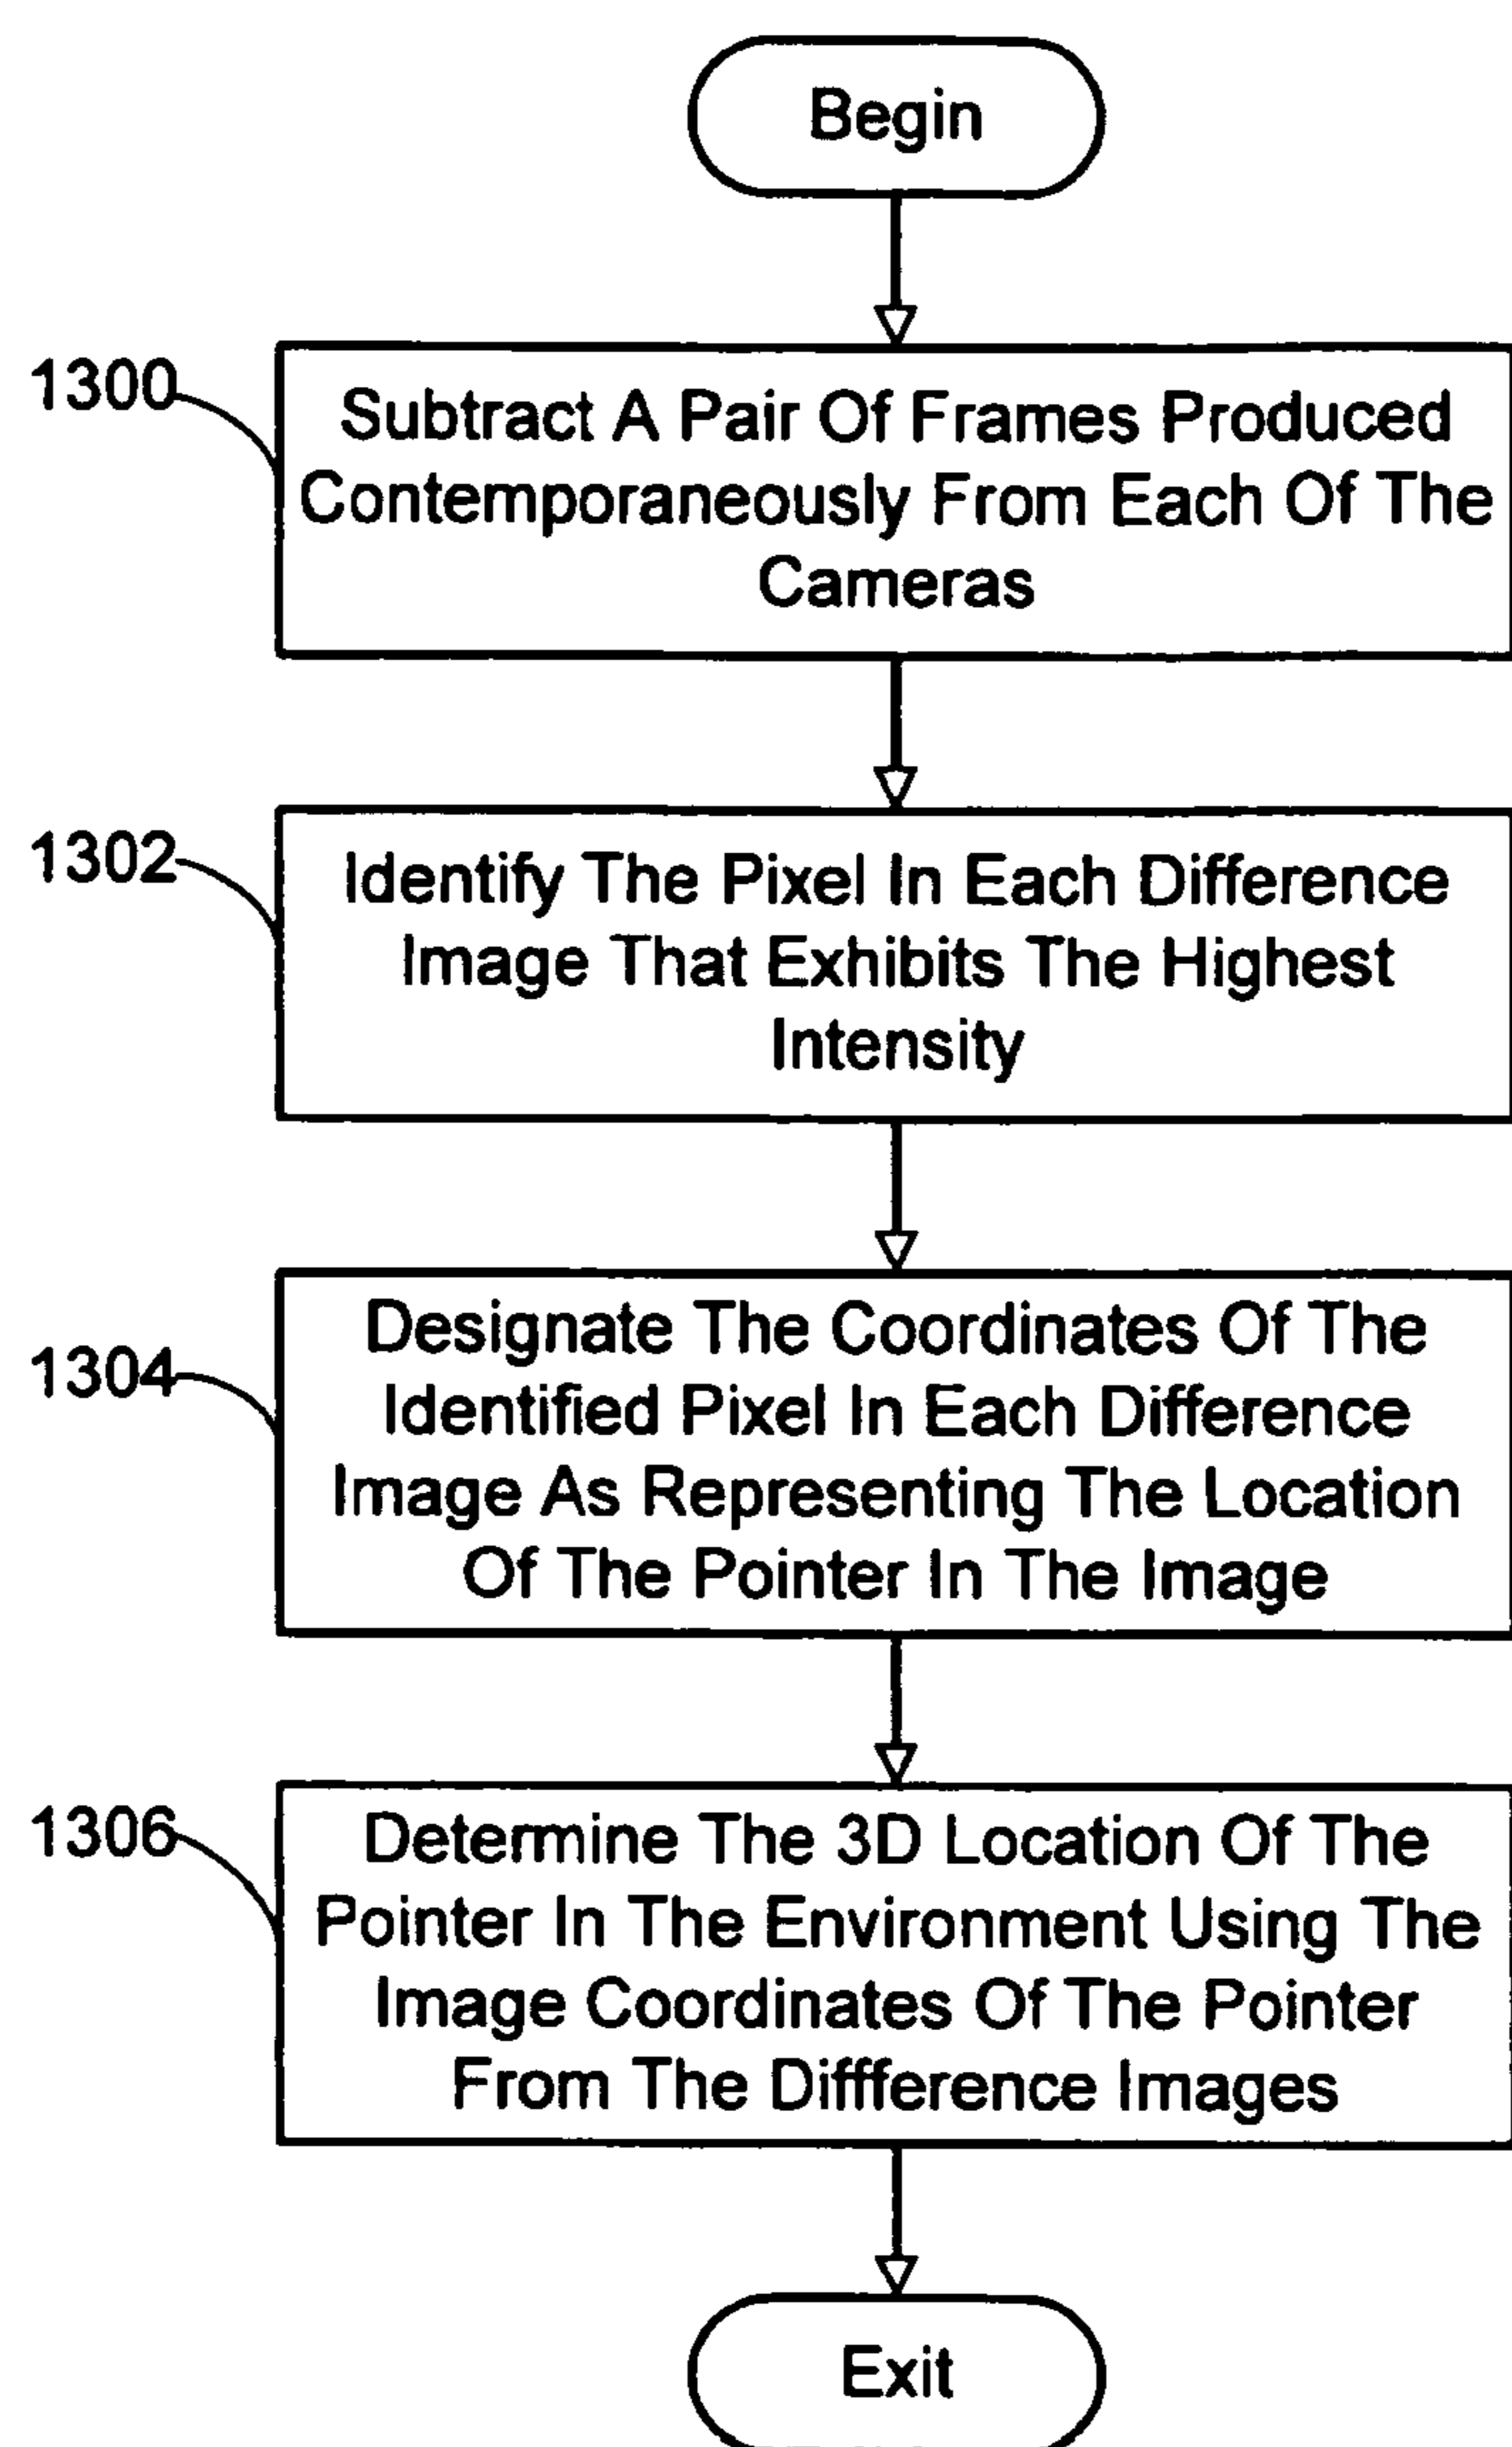 Begin
1300
Subtract A Pair Of Frames Produced
Contemporaneously From Each Of The
Cameras
1302
Identify The Pixel In Each Difference
Image That Exhibits The Highest
Intensity
1304
Designate The Coordinates Of The
Identified Pixel In Each Difference
Image As Representing The Location
Of The Pointer In The Image
1306
Determine The 3D Location Of The
Pointer In The Environment Using The
Image Coordinates Of The Pointer
From The Diffference Images
Exit